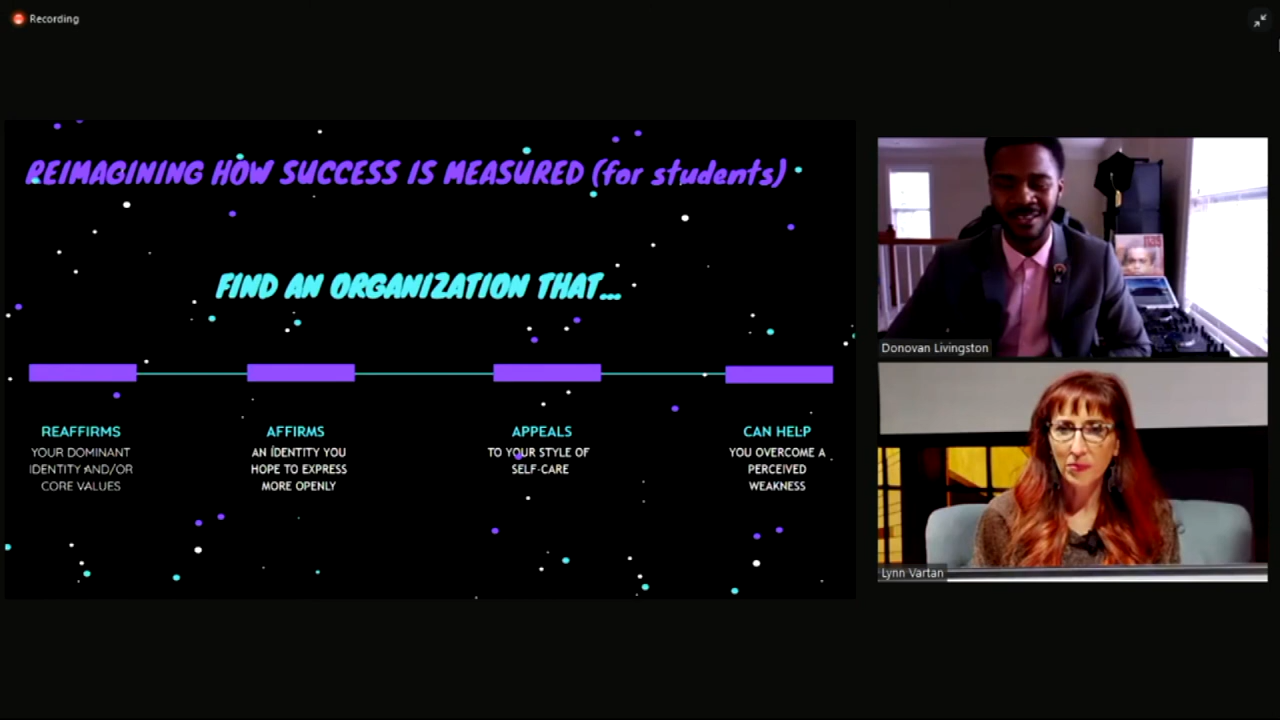 Recording
REIMAGINING HOW SUCCESS IS MEASURED (for students)
FIND AN ORGANIZATION THAT...
REAFFIRMS
YOUR DOMINANT
IDENTITY AND/OR
CORE VALUES
AFFIRMS
AN IDENTITY YOU
HOPE TO EXPRESS
MORE OPENLY
APPEALS
TO YOUR STYLE OF
SELF-CARE
CAN HELP
YOU OVERCOME A
PERCEIVED
WEAKNESS
Donovan Livingston
Lynn Vartan